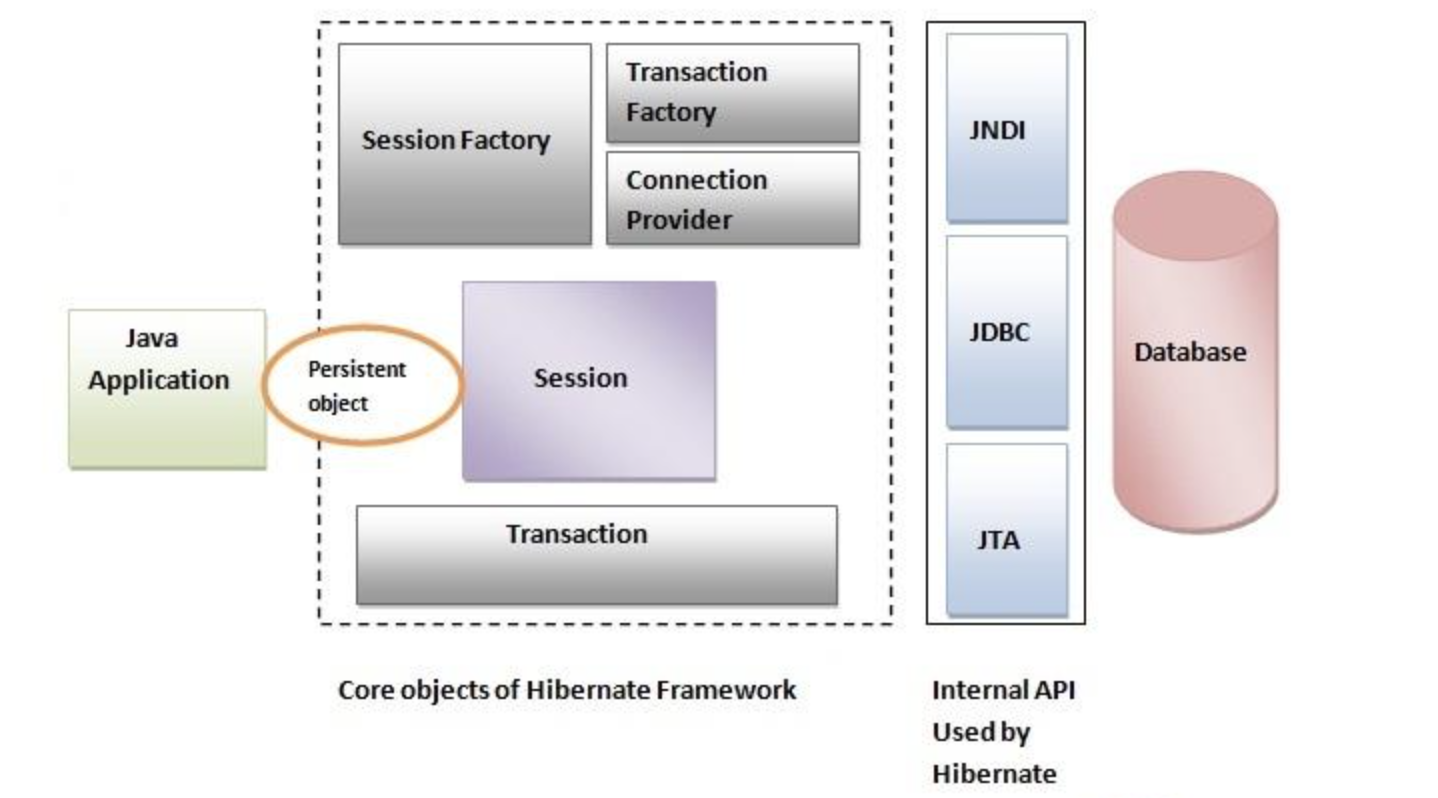 Session Factory
Transaction
Factory
Connection
Provider
JNDI
Java
Application
Persistent
object
Session
JDBC
Database
Transaction
JTA
Core objects of Hibernate Framework
Internal API
Used by
Hibernate